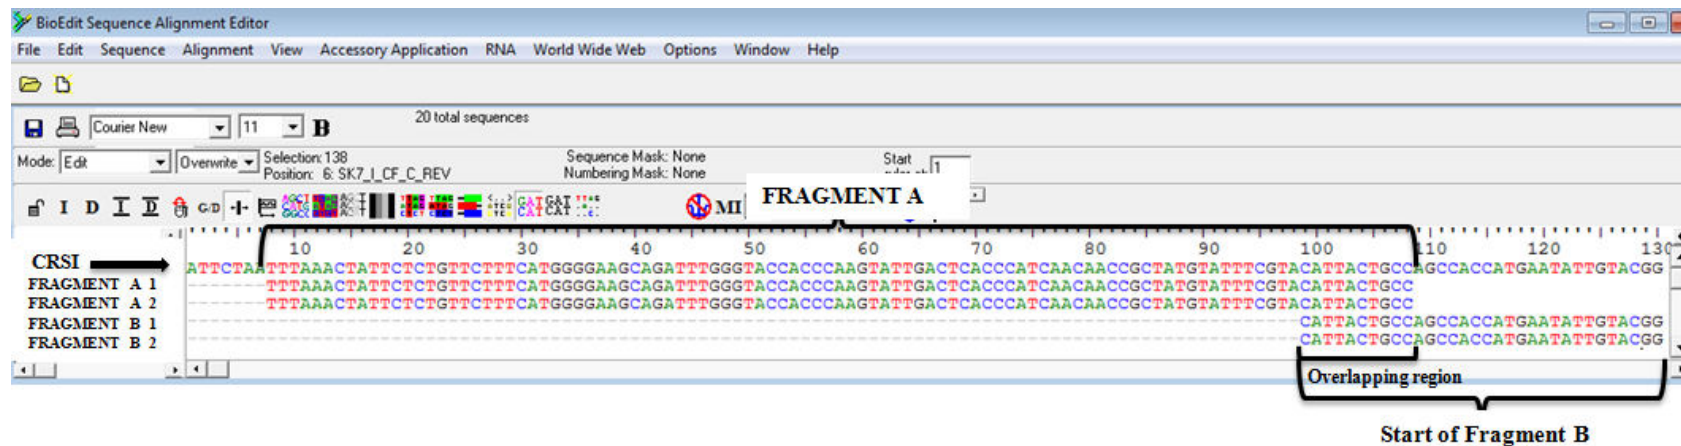 BioEdit Sequence Alignment Editor
File Edit Sequence Alignment View Accessory Application RNA World Wide Web Options Window Help
Courier New 11 B 20 total sequences
Mode: Edit Overwrite Selection: 138 Sequence Mask: None Start
Position: 6: SK7_I_CF_C_REV Numbering Mask: None 1
I D I D G/D MI FRAGMENT A
10 20 30 40 50 60 70 80 90 100 110 120 130
CRSI ATTCTAATTTAAACTATTCTCTGTTCTTTCATGGGGAAGCAGATTTGGGTACCACCCAAGTATTGACTCACCCATCAACAACCGCTATGTATTTCGTACATTACTGCCAGCCACCATGAATATTGTACGG
FRAGMENT A 1 TTTAAACTATTCTCTGTTCTTTCATGGGGAAGCAGATTTGGGTACCACCCAAGTATTGACTCACCCATCAACAACCGCTATGTATTTCGTACATTACTGCC
FRAGMENT A 2 TTTAAACTATTCTCTGTTCTTTCATGGGGAAGCAGATTTGGGTACCACCCAAGTATTGACTCACCCATCAACAACCGCTATGTATTTCGTACATTACTGCC
FRAGMENT B 1 CATTACTGCCAGCCACCATGAATATTGTACGG
FRAGMENT B 2 CATTACTGCCAGCCACCATGAATATTGTACGG
Overlapping region
Start of Fragment B